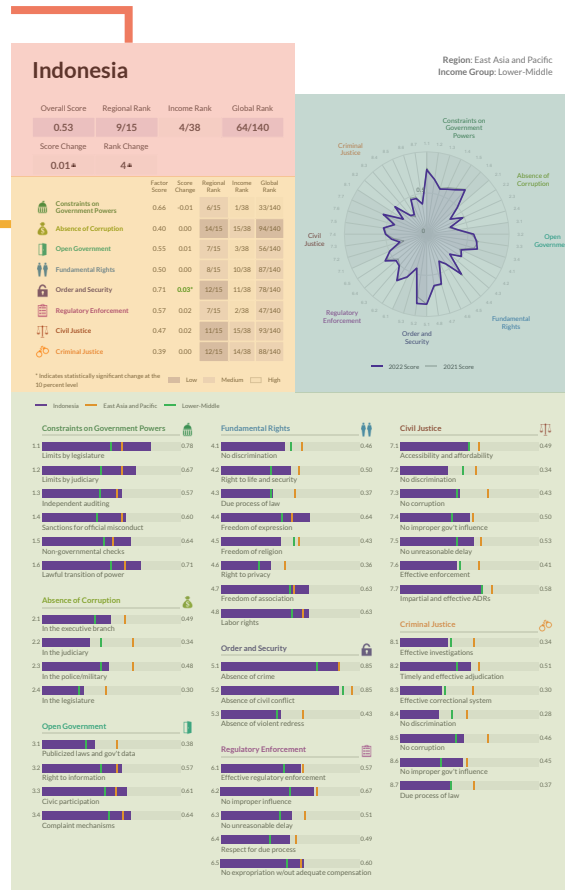 Indonesia
Region: East Asia and Pacific
Income Group: Lower-Middle
Overall Score Regional Rank Income Rank Global Rank
0.53 9/15 4/38 64/140
Score Change Rank Change
0.01 4
Factor Score Score Change Regional Rank Income Rank Global Rank
Constraints on Government Powers 0.66 -0.01 6/15 1/38 33/140
Absence of Corruption 0.40 0.00 14/15 15/38 94/140
Open Government 0.55 0.01 7/15 3/38 56/140
Fundamental Rights 0.50 0.00 8/15 10/38 87/140
Order and Security 0.71 0.03* 12/15 11/38 78/140
Regulatory Enforcement 0.57 0.02 7/15 2/38 47/140
Civil Justice 0.47 0.02 11/15 15/38 93/140
Criminal Justice 0.39 0.00 12/15 14/38 88/140
* Indicates statistically significant change at the
10 percent level
Low Medium High
Constraints on
Government
Powers
Absence of
Corruption
Open
Governme
Fundamental
Rights
Order and
Security
Regulatory
Enforcement
Civil
Justice
Criminal
Justice
0
2022 Score 2021 Score
Indonesia East Asia and Pacific Lower-Middle
Constraints on Government Powers
1.1 0.78
Limits by legislature
1.2 0.67
Limits by judiciary
1.3 0.57
Independent auditing
1.4 0.60
Sanctions for official misconduct
1.5 0.64
Non-governmental checks
1.6 0.71
Lawful transition of power
Absence of Corruption
2.1 0.49
In the executive branch
2.2 0.34
In the judiciary
2.3 0.48
In the police/military
2.4 0.30
In the legislature
Open Government
3.1 0.38
Publicized laws and gov't data
3.2 0.57
Right to information
3.3 0.61
Civic participation
3.4 0.64
Complaint mechanisms
Fundamental Rights
4.1 0.46
No discrimination
4.2 0.50
Right to life and security
4.3 0.37
Due process of law
4.4 0.64
Freedom of expression
4.5 0.43
Freedom of religion
4.6 0.36
Right to privacy
4.7 0.63
Freedom of association
4.8 0.63
Labor rights
Order and Security
5.1 0.85
Absence of crime
5.2 0.85
Absence of civil conflict
5.3 0.43
Absence of violent redress
Regulatory Enforcement
6.1 0.57
Effective regulatory enforcement
6.2 0.67
No improper influence
6.3 0.51
No unreasonable delay
6.4 0.49
Respect for due process
6.5 0.60
No expropriation w/out adequate compensation
Civil Justice
7.1 0.49
Accessibility and affordability
7.2 0.34
No discrimination
7.3 0.43
No corruption
7.4 0.50
No improper gov't influence
7.5 0.53
No unreasonable delay
7.6 0.41
Effective enforcement
7.7 0.58
Impartial and effective ADRs
Criminal Justice
8.1 0.34
Effective investigations
8.2 0.51
Timely and effective adjudication
8.3 0.30
Effective correctional system
8.4 0.28
No discrimination
8.5 0.46
No corruption
8.6 0.45
No improper gov't influence
8.7 0.37
Due process of law